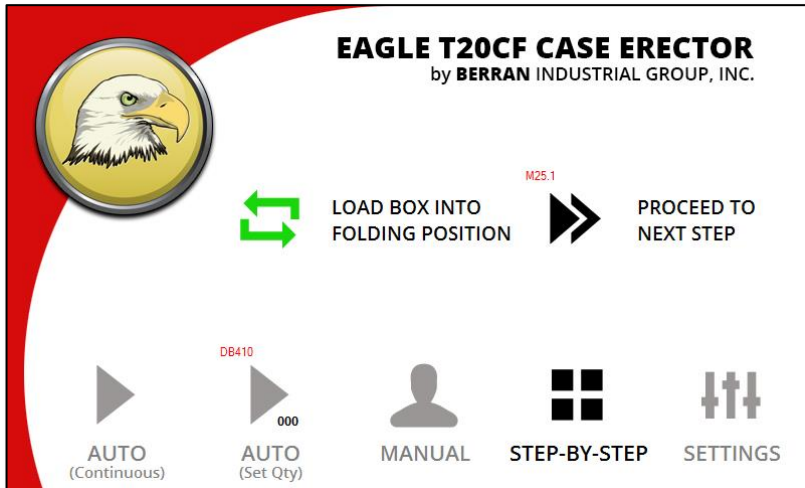 EAGLE T20CF CASE ERECTOR
by BERRAN INDUSTRIAL GROUP, INC.
M25.1
LOAD BOX INTO
FOLDING POSITION
PROCEED TO
NEXT STEP
DB410
000
AUTO
(Continuous)
AUTO
(Set Qty)
MANUAL
STEP-BY-STEP
SETTINGS